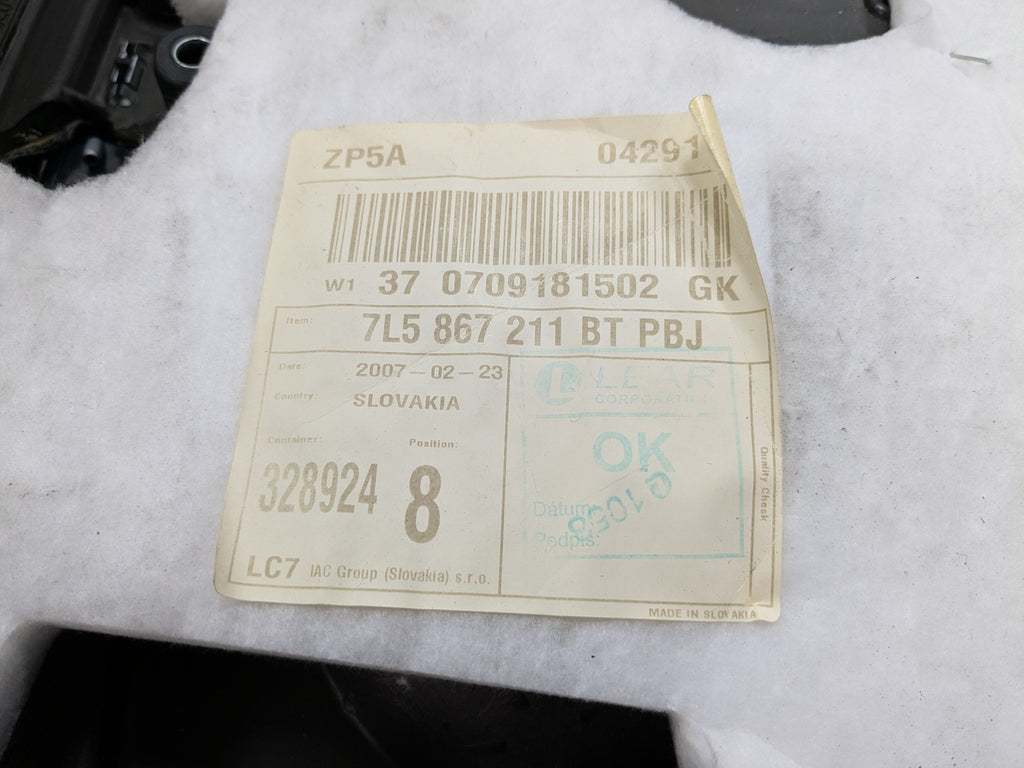 ZP5A 04291
W1 37 0709181502 GK
Item: 7L5 867 211 BT PBJ
Date: 2007-02-23
Country: SLOVAKIA
Container: Position:
328924 8
LC7 IAC Group (Slovakia) s.r.o.
L LEAR
CORPORATION
OK
Dátum:
Podpis:
Quality Check
MADE IN SLOVAKIA